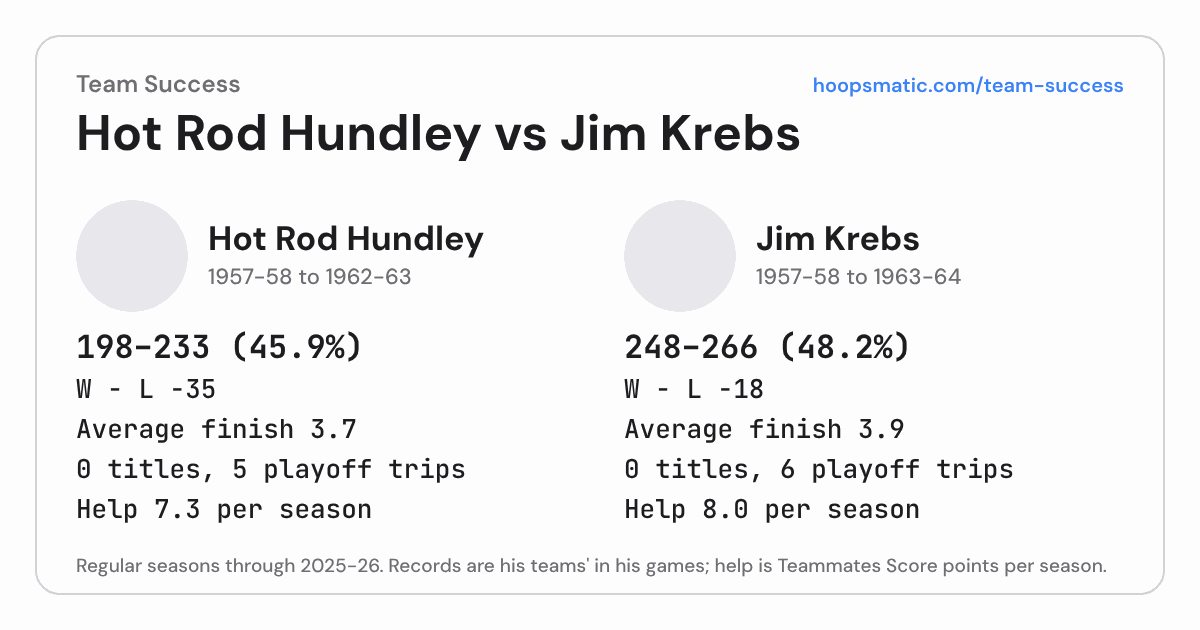 Team Success
hoopsmatic.com/team-success
Hot Rod Hundley vs Jim Krebs
Hot Rod Hundley
1957-58 to 1962-63
198-233 (45.9%)
W - L -35
Average finish 3.7
0 titles, 5 playoff trips
Help 7.3 per season
Jim Krebs
1957-58 to 1963-64
248-266 (48.2%)
W - L -18
Average finish 3.9
0 titles, 6 playoff trips
Help 8.0 per season
Regular seasons through 2025-26. Records are his teams' in his games; help is Teammates Score points per season.